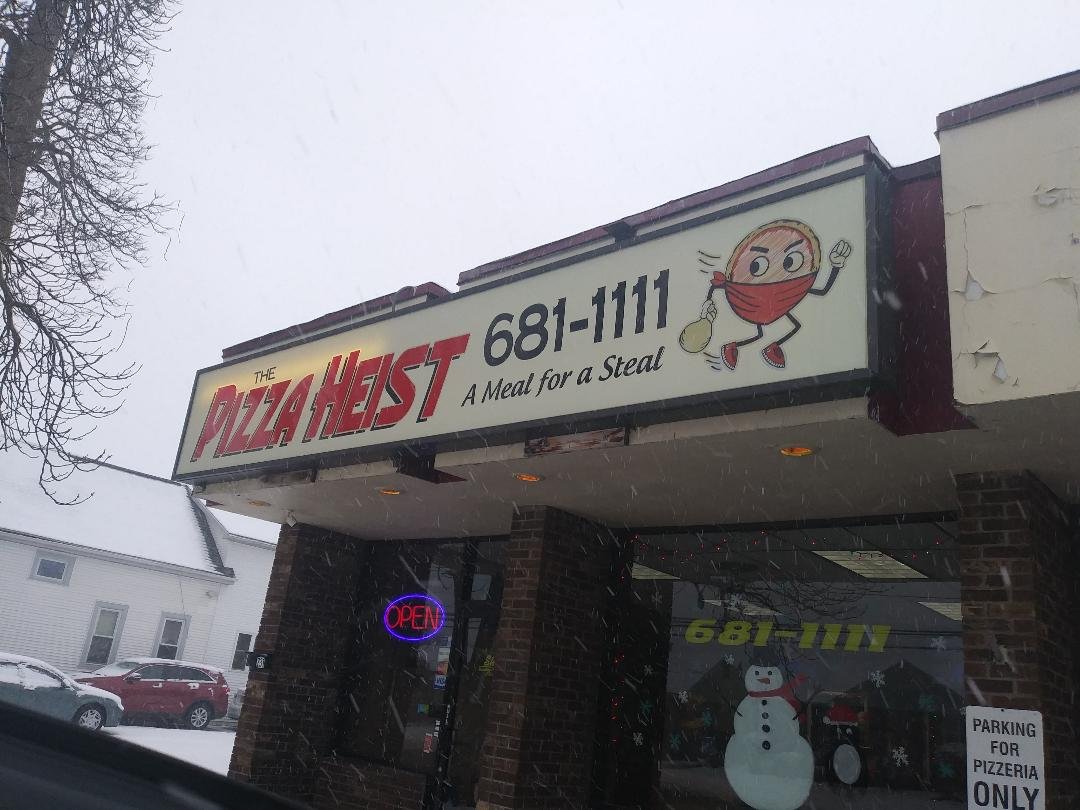 THE
PIZZA HEIST
681-1111
A Meal for a Steal
OPEN
681-1111
PARKING
FOR
PIZZERIA
ONLY